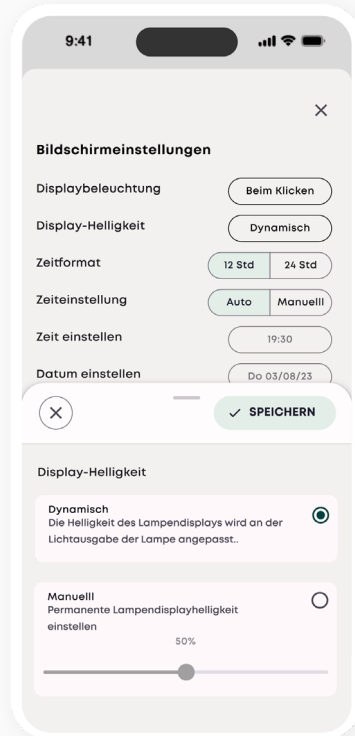 9:41
Bildschirmeinstellungen
Displaybeleuchtung Beim Klicken
Display-Helligkeit Dynamisch
Zeitformat 12 Std 24 Std
Zeiteinstellung Auto Manuelll
Zeit einstellen 19:30
Datum einstellen Do 03/08/23
SPEICHERN
Display-Helligkeit
Dynamisch
Die Helligkeit des Lampendisplays wird an der
Lichtausgabe der Lampe angepasst..
Manuelll
Permanente Lampendisplayhelligkeit
einstellen
50%